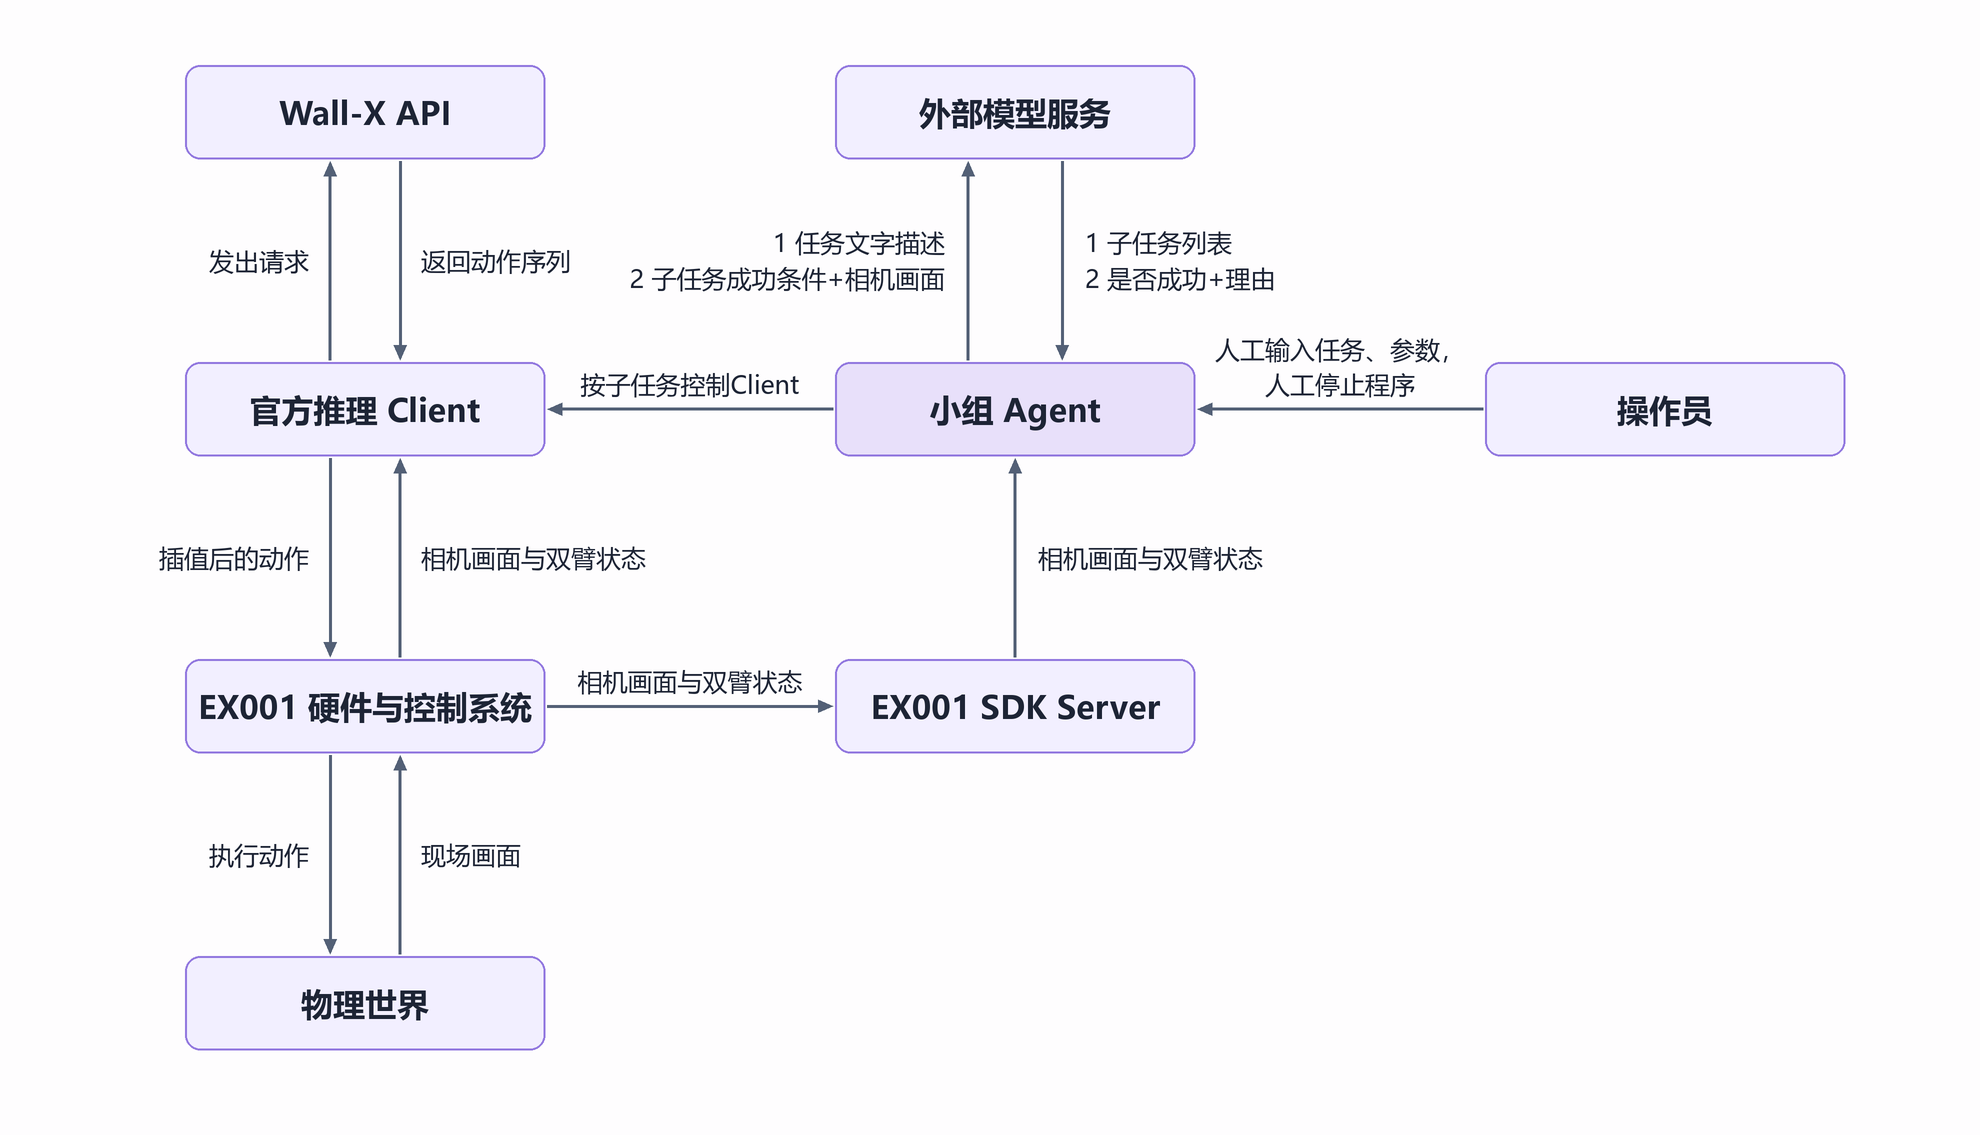 Wall-X API
外部模型服务
发出请求
返回动作序列
1 任务文字描述
2 子任务成功条件+相机画面
1 子任务列表
2 是否成功+理由
官方推理 Client
按子任务控制Client
小组 Agent
人工输入任务、参数，
人工停止程序
操作员
插值后的动作
相机画面与双臂状态
相机画面与双臂状态
EX001 硬件与控制系统
相机画面与双臂状态
EX001 SDK Server
执行动作
现场画面
物理世界